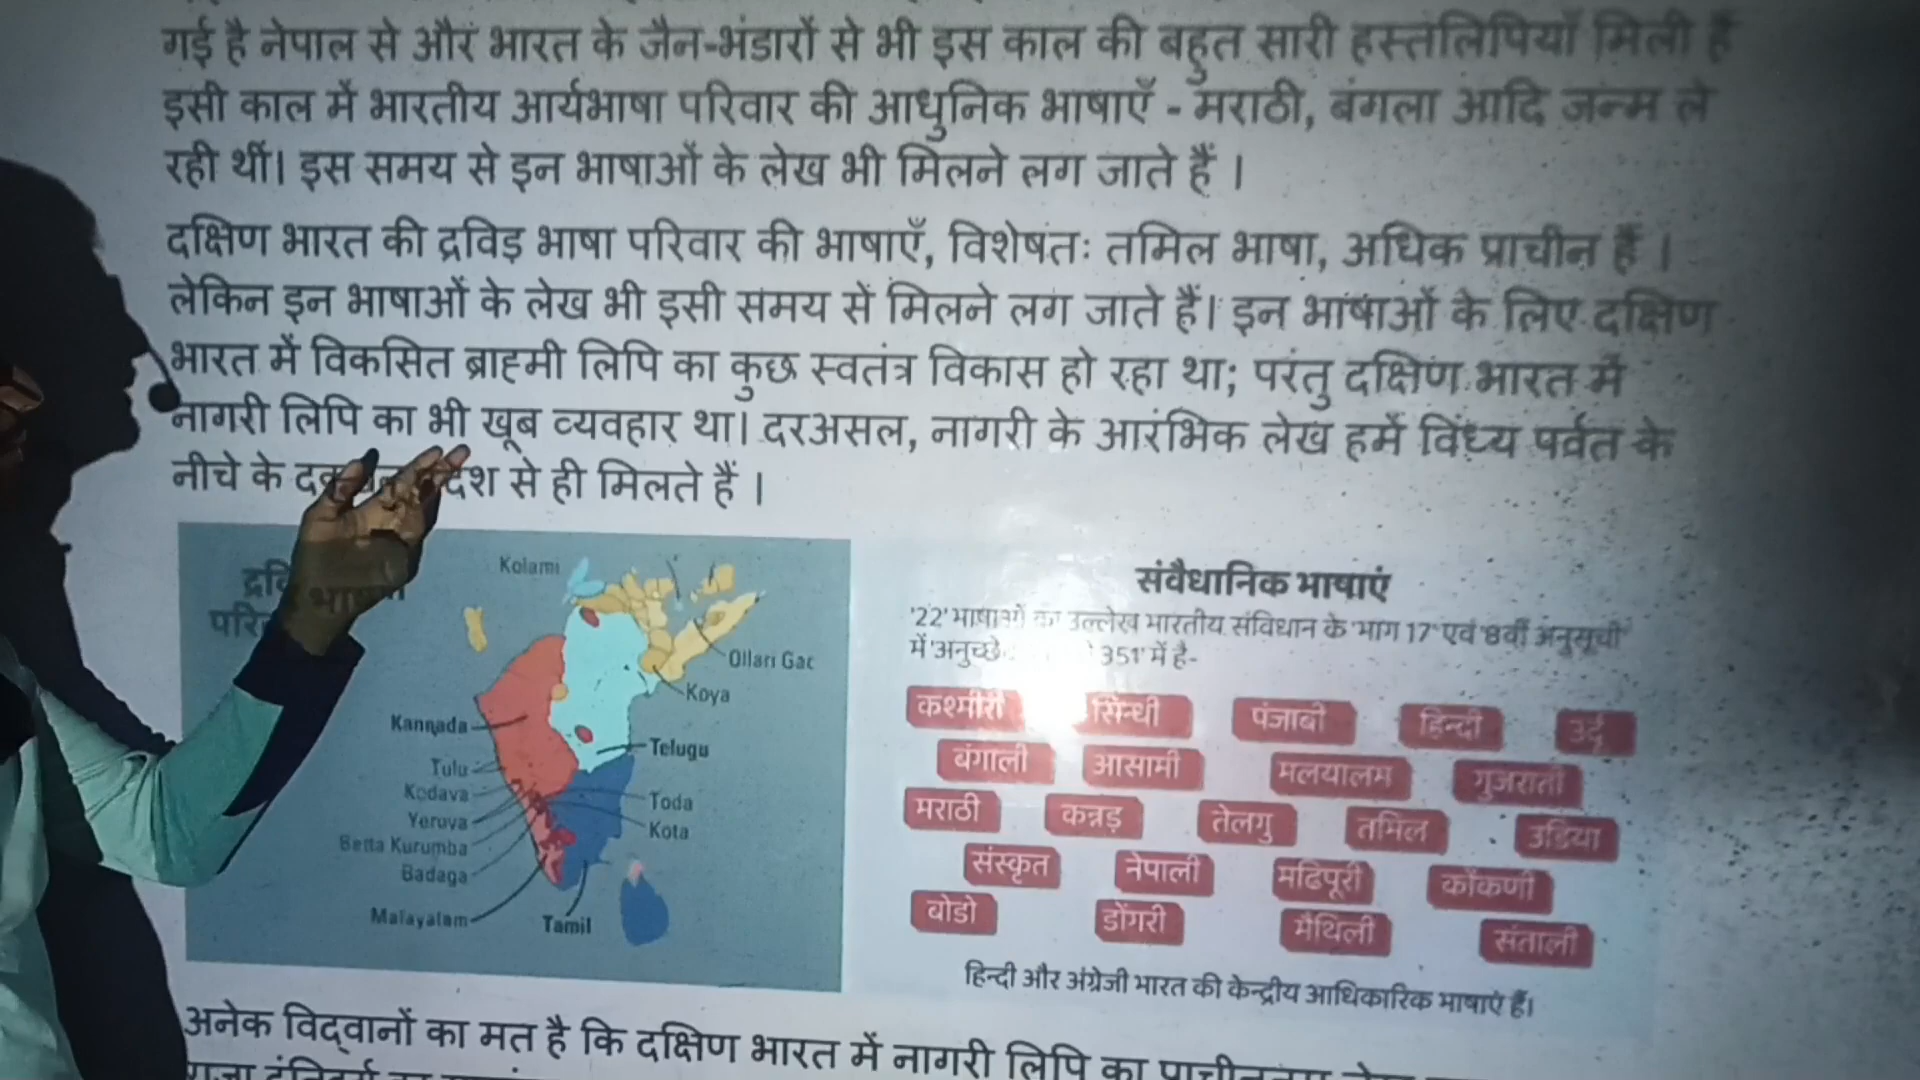 गई है नेपाल से और भारत के जैन-भंडारों से भी इस काल की बहुत सारी हस्तलिपियाँ मिली हैं
इसी काल में भारतीय आर्यभाषा परिवार की आधुनिक भाषाएँ - मराठी, बंगला आदि जन्म ले
रही थीं। इस समय से इन भाषाओं के लेख भी मिलने लग जाते हैं ।
दक्षिण भारत की द्रविड़ भाषा परिवार की भाषाएँ, विशेषतः तमिल भाषा, अधिक प्राचीन हैं ।
लेकिन इन भाषाओं के लेख भी इसी समय से मिलने लग जाते हैं। इन भाषाओं के लिए दक्षिण
भारत में विकसित ब्राह्मी लिपि का कुछ स्वतंत्र विकास हो रहा था; परंतु दक्षिण भारत में
नागरी लिपि का भी खूब व्यवहार था। दरअसल, नागरी के आरंभिक लेख हमें विंध्य पर्वत के
नीचे के से ही मिलते हैं ।
Kolami
Ollari Gac
Koya
Kannada
Telugu
Tulu
Kodava
Toda
Yeruva
Kota
Betta Kurumba
Badaga
Malayalam
Tamil
संवैधानिक भाषाएं
'22' भाषाओं का उल्लेख भारतीय संविधान के 'भाग 17' एवं '8वीं अनुसूची'
में 351' में है-
कश्मीरी सिन्धी पंजाबी हिन्दी उर्दू
बंगाली आसामी मलयालम गुजराती
मराठी कन्नड़ तेलगु तमिल उडिया
संस्कृत नेपाली मढिपूरी कोंकणी
बोडो डोंगरी मैथिली संताली
हिन्दी और अंग्रेजी भारत की केन्द्रीय आधिकारिक भाषाएं हैं।
अनेक विद्वानों का मत है कि दक्षिण भारत में नागरी लिपि का